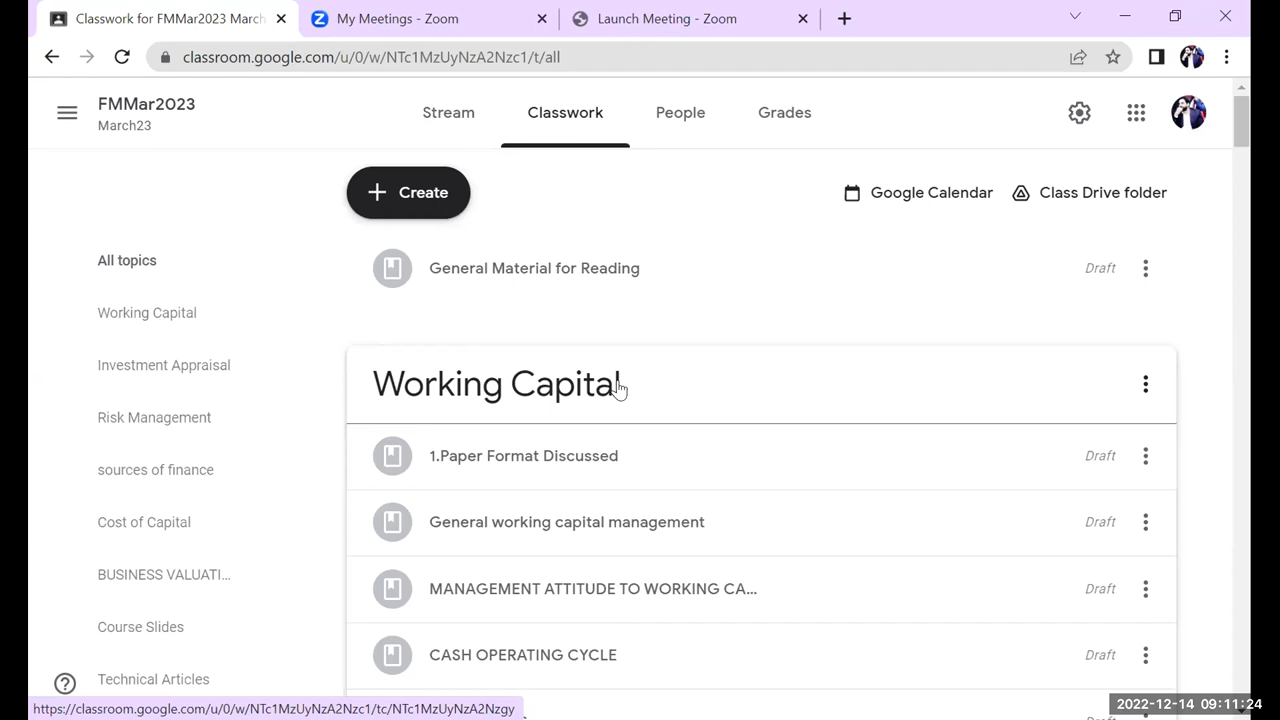 Classwork for FMMar2023 March
My Meetings - Zoom
Launch Meeting - Zoom
classroom.google.com/u/0/w/NTc1MzUyNzA2Nzc1/t/all
FMMar2023
March23
Stream
Classwork
People
Grades
Create
Google Calendar
Class Drive folder
General Material for Reading
Draft
All topics
Working Capital
Investment Appraisal
Risk Management
sources of finance
Cost of Capital
BUSINESS VALUATI...
Course Slides
Technical Articles
Working Capital
1.Paper Format Discussed
Draft
General working capital management
Draft
MANAGEMENT ATTITUDE TO WORKING CA...
Draft
CASH OPERATING CYCLE
Draft
https://classroom.google.com/u/0/w/NTc1MzUyNzA2Nzc1/tc/NTc1MzUyNzA2Nzgy
2022-12-14 09:11:24